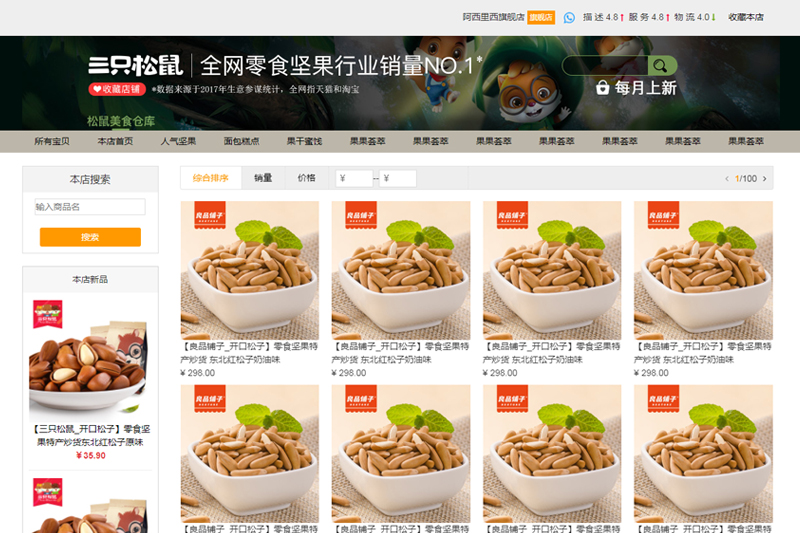 阿西里西旗舰店 旗舰店 描 述 4.8↑ 服 务 4.8↑ 物 流 4.0↓ 收藏本店
三只松鼠 全网零食坚果行业销量NO.1*
收藏店铺 *数据来源于2017年生意参谋统计，全网指天猫和淘宝
每月上新
松鼠美食仓库
所有宝贝 本店首页 人气坚果 面包糕点 果干蜜饯 果果荟萃 果果荟萃 果果荟萃 果果荟萃 果果荟萃 果果荟萃 果果荟萃
本店搜索
输入商品名
搜索
综合排序 销量 价格 ¥ -- ¥ < 1/100 >
本店新品
【三只松鼠_开口松子】零食坚
果特产炒货东北红松子原味
¥ 35.90
良品铺子 良品铺子 良品铺子 良品铺子
【良品铺子_开口松子】零食坚果特 【良品铺子_开口松子】零食坚果特 【良品铺子_开口松子】零食坚果特 【良品铺子_开口松子】零食坚果特
产炒货 东北红松子奶油味 产炒货 东北红松子奶油味 产炒货 东北红松子奶油味 产炒货 东北红松子奶油味
¥ 298.00 ¥ 298.00 ¥ 298.00 ¥ 298.00
良品铺子 良品铺子 良品铺子 良品铺子
【良品铺子_开口松子】零食坚果特 【良品铺子_开口松子】零食坚果特 【良品铺子_开口松子】零食坚果特 【良品铺子_开口松子】零食坚果特